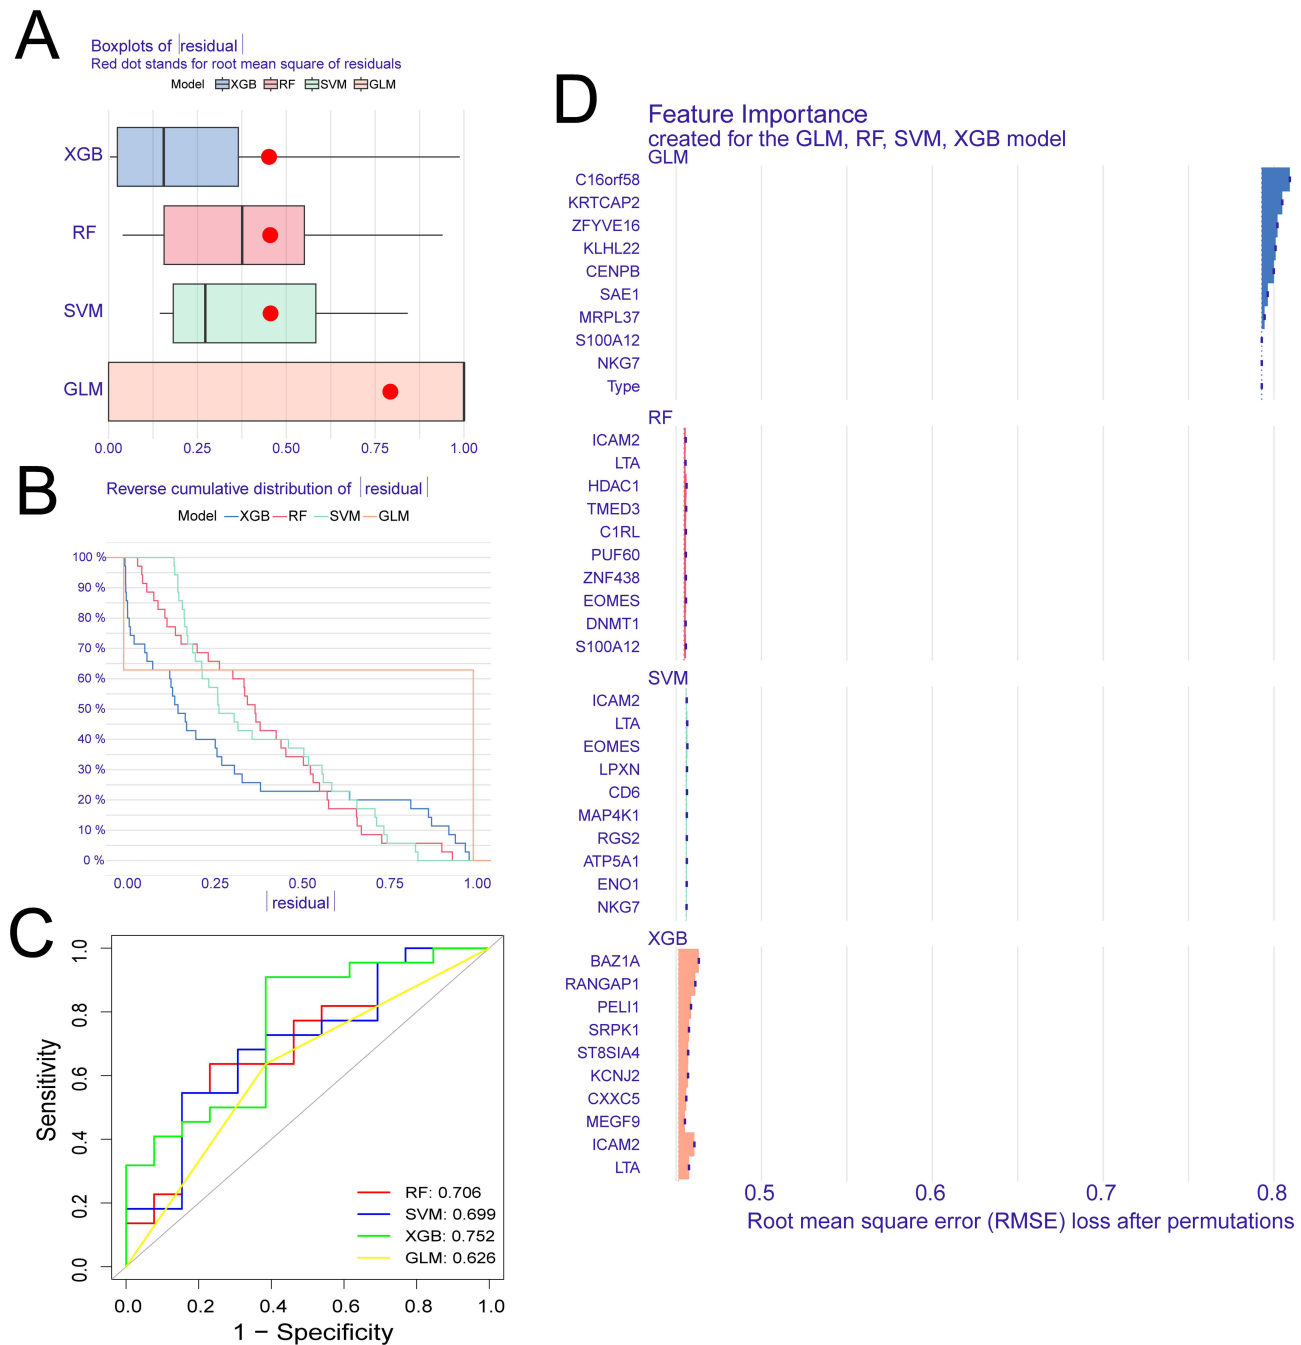 A
Boxplots of |residual|
Red dot stands for root mean square of residuals
Model XGB RF SVM GLM
XGB
RF
SVM
GLM
0.00 0.25 0.50 0.75 1.00
B
Reverse cumulative distribution of |residual|
Model XGB RF SVM GLM
100 %
90 %
80 %
70 %
60 %
50 %
40 %
30 %
20 %
10 %
0 %
0.00 0.25 0.50 0.75 1.00
|residual|
C
Sensitivity
1.0
0.8
0.6
0.4
0.2
0.0
RF: 0.706
SVM: 0.699
XGB: 0.752
GLM: 0.626
0.0 0.2 0.4 0.6 0.8 1.0
1 − Specificity
D
Feature Importance
created for the GLM, RF, SVM, XGB model
GLM
C16orf58
KRTCAP2
ZFYVE16
KLHL22
CENPB
SAE1
MRPL37
S100A12
NKG7
Type
RF
ICAM2
LTA
HDAC1
TMED3
C1RL
PUF60
ZNF438
EOMES
DNMT1
S100A12
SVM
ICAM2
LTA
EOMES
LPXN
CD6
MAP4K1
RGS2
ATP5A1
ENO1
NKG7
XGB
BAZ1A
RANGAP1
PELI1
SRPK1
ST8SIA4
KCNJ2
CXXC5
MEGF9
ICAM2
LTA
0.5 0.6 0.7 0.8
Root mean square error (RMSE) loss after permutations